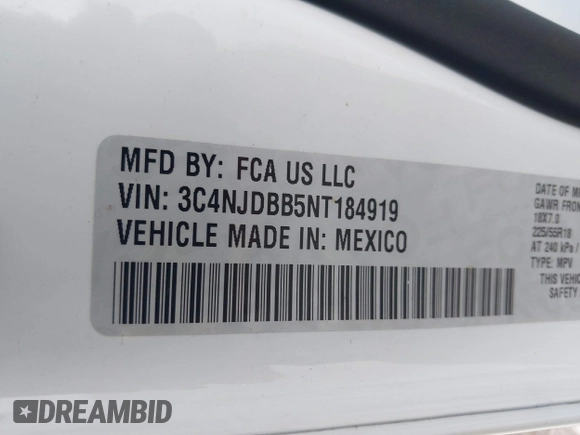 MFD BY: FCA US LLC
VIN: 3C4NJDBB5NT184919
VEHICLE MADE IN: MEXICO
DATE OF M
GAWR FRON
18X7.0
225/55R18
AT 240 kPa /
TYPE: MPV
THIS VEHIC
SAFETY
DREAMBID